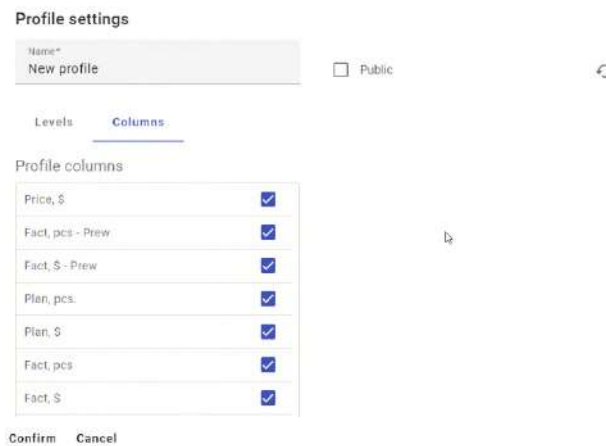 Profile settings
Name*
New profile
Public
Levels Columns
Profile columns
Price, $
Fact, pcs - Prew
Fact, $ - Prew
Plan, pcs.
Plan, $
Fact, pcs
Fact, $
Confirm Cancel